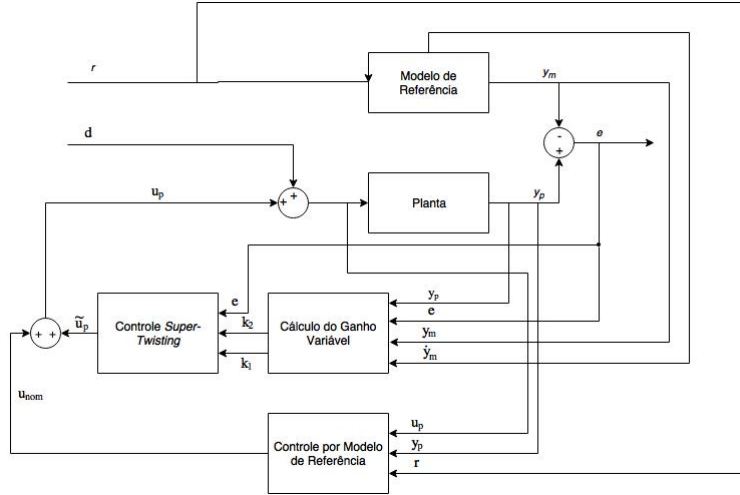 r
Modelo de
Referência
yₘ
d
-
+
e
uₚ
+
+
Planta
yₚ
e
k₂
k₁
yₚ
e
yₘ
ẏₘ
+ +
ũₚ
Controle Super-
Twisting
Cálculo do Ganho
Variável
uₙₒₘ
uₚ
yₚ
r
Controle por Modelo
de Referência